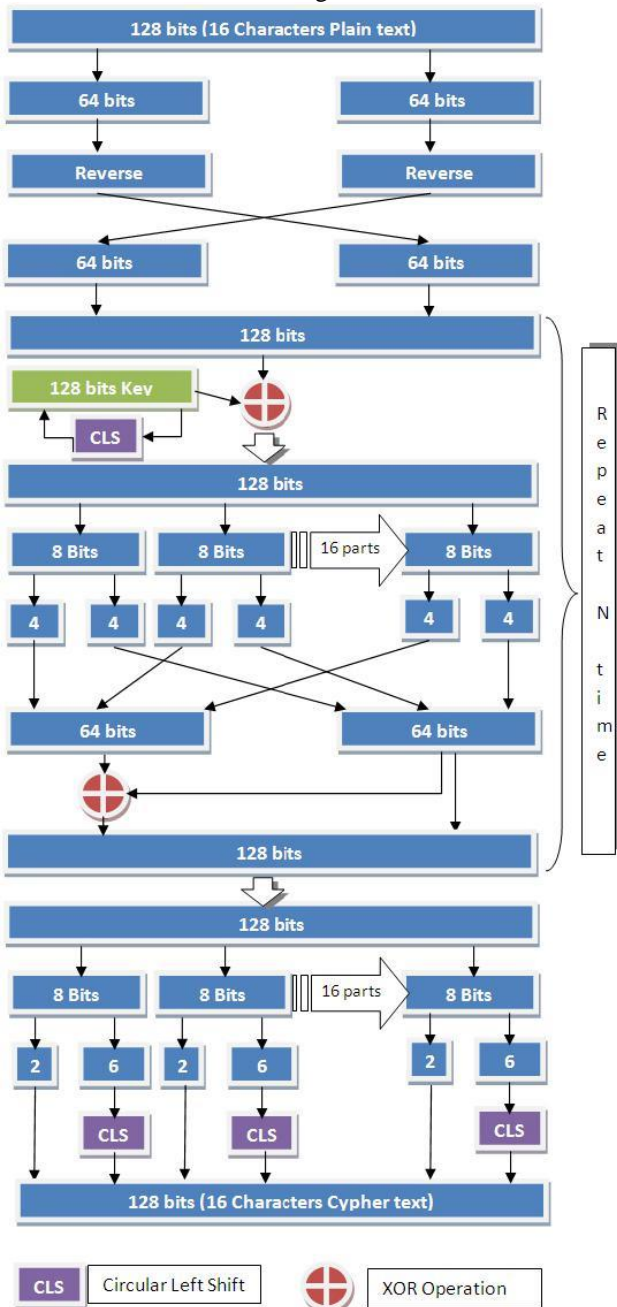 128 bits (16 Characters Plain text)
64 bits 64 bits
Reverse Reverse
64 bits 64 bits
128 bits
128 bits Key
CLS
128 bits
8 Bits 8 Bits 16 parts 8 Bits
4 4 4 4 4 4
64 bits 64 bits
128 bits
Repeat N time
128 bits
8 Bits 8 Bits 16 parts 8 Bits
2 6 2 6 2 6
CLS CLS CLS
128 bits (16 Characters Cypher text)
CLS Circular Left Shift XOR Operation